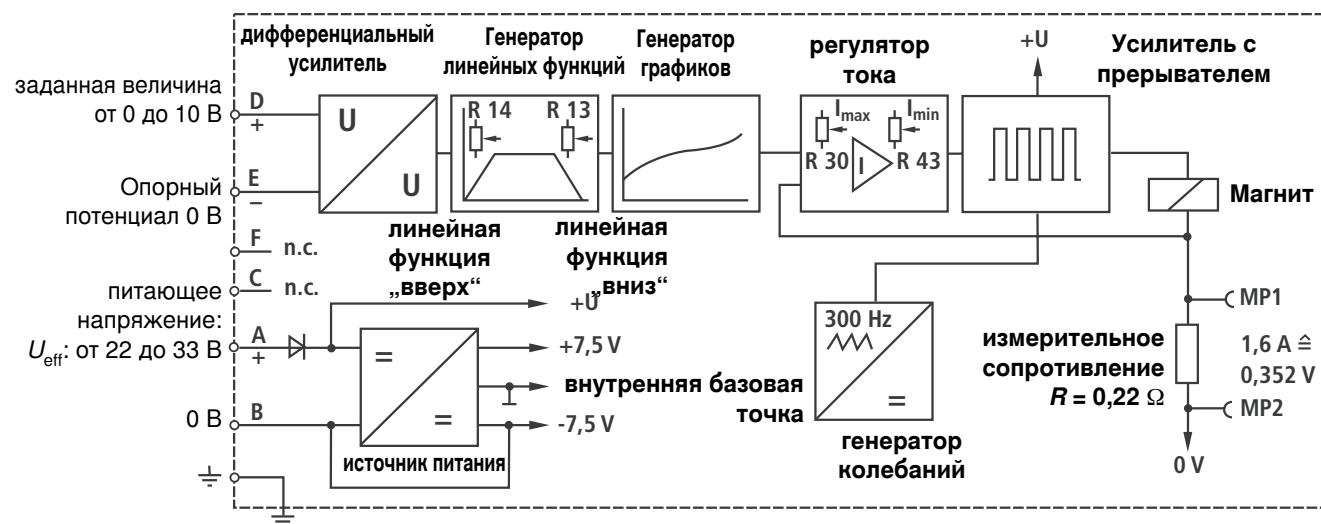 дифференциальный
усилитель
Генератор
линейных функций
Генератор
графиков
регулятор
тока
+U
Усилитель с
прерывателем
заданная величина
от 0 до 10 В
D
+
U
U
R 14
R 13
Imax
Imin
R 30
I
R 43
Опорный
потенциал 0 В
E
–
Магнит
линейная
функция
„вверх“
линейная
функция
„вниз“
F
n.c.
C
n.c.
питающее
напряжение:
Ueff: от 22 до 33 В
A
+
+U
=
=
+7,5 V
внутренняя базовая
точка
-7,5 V
0 В
B
источник питания
300 Hz
=
генератор
колебаний
измерительное
сопротивление
R = 0,22 Ω
MP1
1,6 A ≙
0,352 V
MP2
0 V